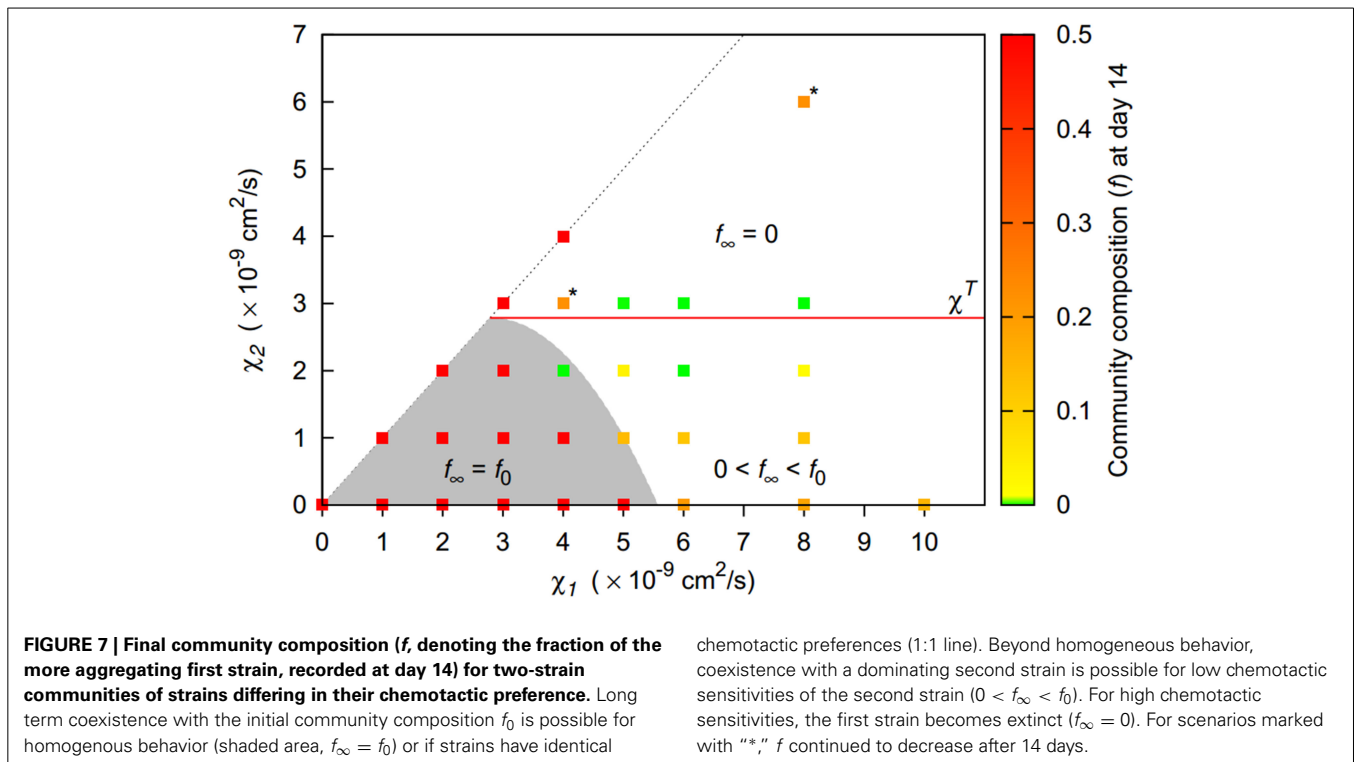 7
6
5
4
3
2
1
0
χ2 ( × 10-9 cm2/s)
*
f∞ = 0
*
χT
f∞ = f0
0 < f∞ < f0
0 1 2 3 4 5 6 7 8 9 10
χ1 ( × 10-9 cm2/s)
0.5
0.4
0.3
0.2
0.1
0
Community composition (f) at day 14
FIGURE 7 | Final community composition (f, denoting the fraction of the
more aggregating first strain, recorded at day 14) for two-strain
communities of strains differing in their chemotactic preference. Long
term coexistence with the initial community composition f0 is possible for
homogenous behavior (shaded area, f∞ = f0) or if strains have identical
chemotactic preferences (1:1 line). Beyond homogeneous behavior,
coexistence with a dominating second strain is possible for low chemotactic
sensitivities of the second strain (0 < f∞ < f0). For high chemotactic
sensitivities, the first strain becomes extinct (f∞ = 0). For scenarios marked
with “*,” f continued to decrease after 14 days.